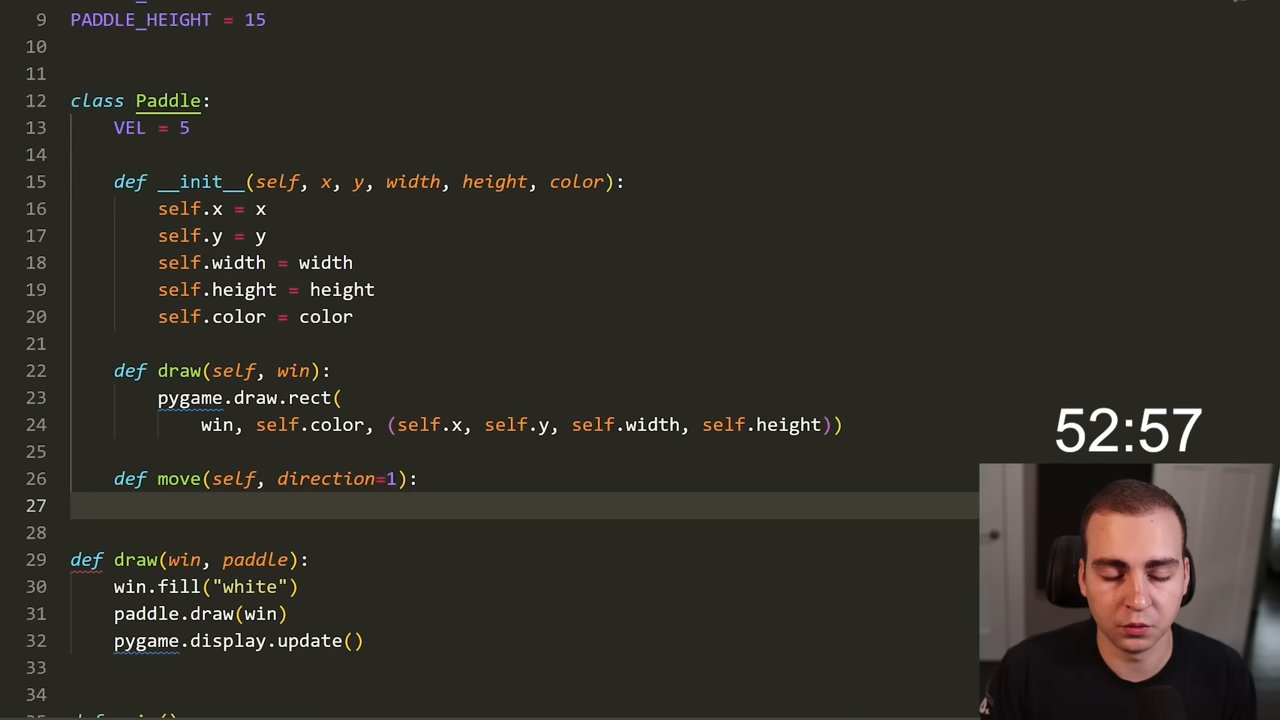 9 PADDLE_HEIGHT = 15
10
11
12 class Paddle:
13 VEL = 5
14
15 def __init__(self, x, y, width, height, color):
16 self.x = x
17 self.y = y
18 self.width = width
19 self.height = height
20 self.color = color
21
22 def draw(self, win):
23 pygame.draw.rect(
24 win, self.color, (self.x, self.y, self.width, self.height))
25
26 def move(self, direction=1):
27
28
29 def draw(win, paddle):
30 win.fill("white")
31 paddle.draw(win)
32 pygame.display.update()
33
34
52:57